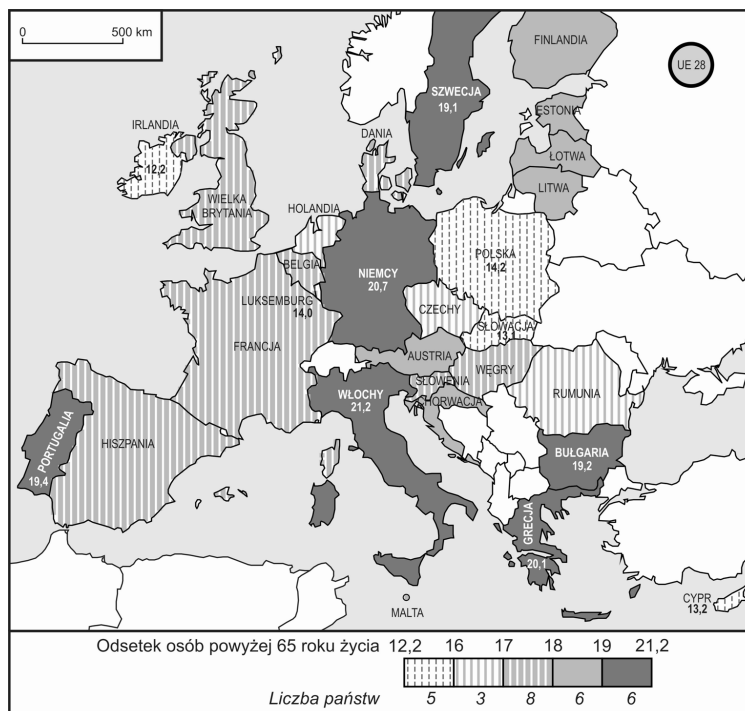 0 500 km
FINLANDIA
UE 28
SZWECJA
19,1
ESTONIA
IRLANDIA
DANIA
ŁOTWA
12,2
LITWA
WIELKA
BRYTANIA
HOLANDIA
POLSKA
14,2
BELGIA
NIEMCY
20,7
LUKSEMBURG
14,0
CZECHY
SŁOWACJA
13,1
FRANCJA
AUSTRIA
WĘGRY
SŁOWENIA
CHORWACJA
RUMUNIA
WŁOCHY
21,2
PORTUGALIA
19,4
HISZPANIA
BUŁGARIA
19,2
GRECJA
20,1
CYPR
13,2
MALTA
Odsetek osób powyżej 65 roku życia 12,2 16 17 18 19 21,2
Liczba państw 5 3 8 6 6